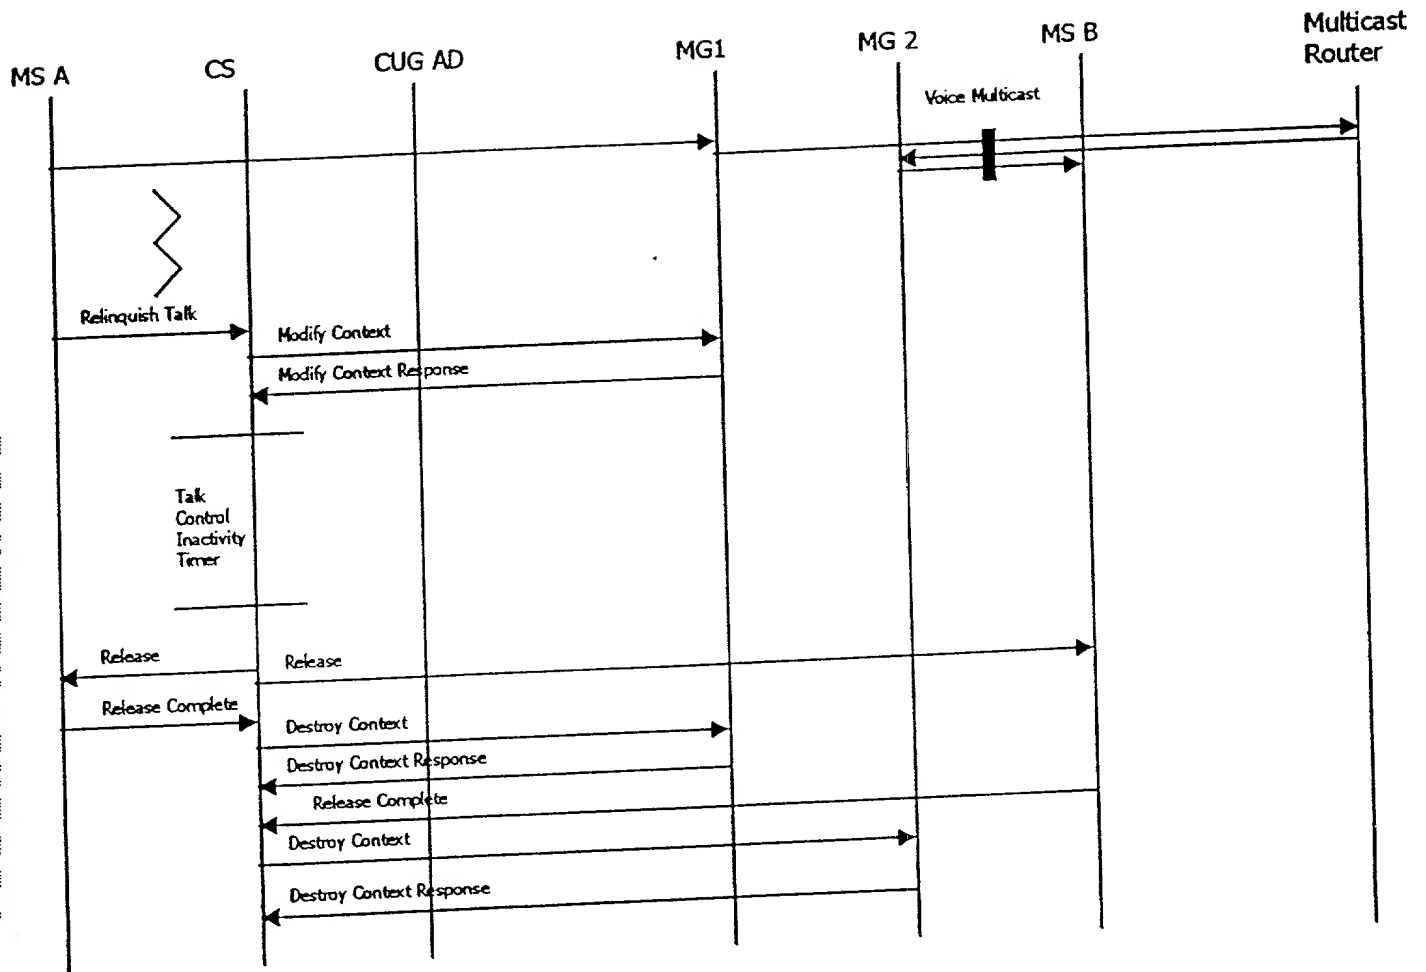 MS A
CS
CUG AD
MG1
MG 2
MS B
Multicast
Router
Voice Multicast
Relinquish Talk
Modify Context
Modify Context Response
Talk
Control
Inactivity
Timer
Release
Release
Release Complete
Destroy Context
Destroy Context Response
Release Complete
Destroy Context
Destroy Context Response